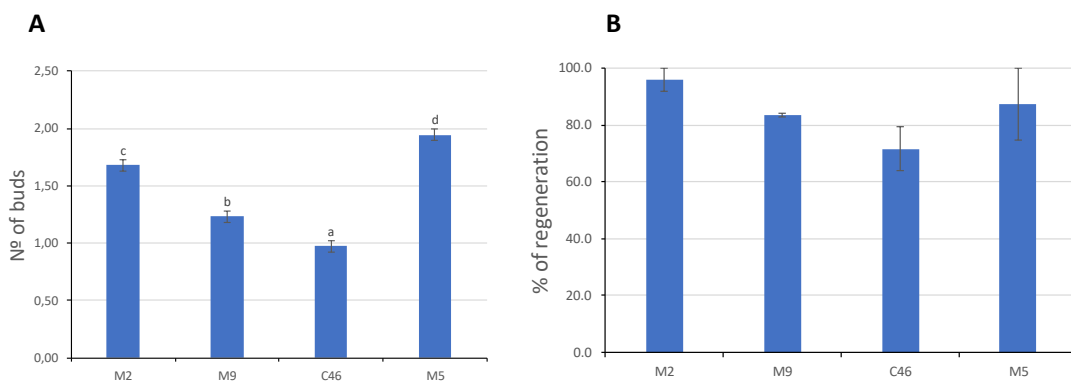 A
Nº of buds
2,50
2,00
1,50
1,00
0,50
0,00
c
b
a
d
M2 M9 C46 M5
B
% of regeneration
100.0
80.0
60.0
40.0
20.0
0.0
M2 M9 C46 M5